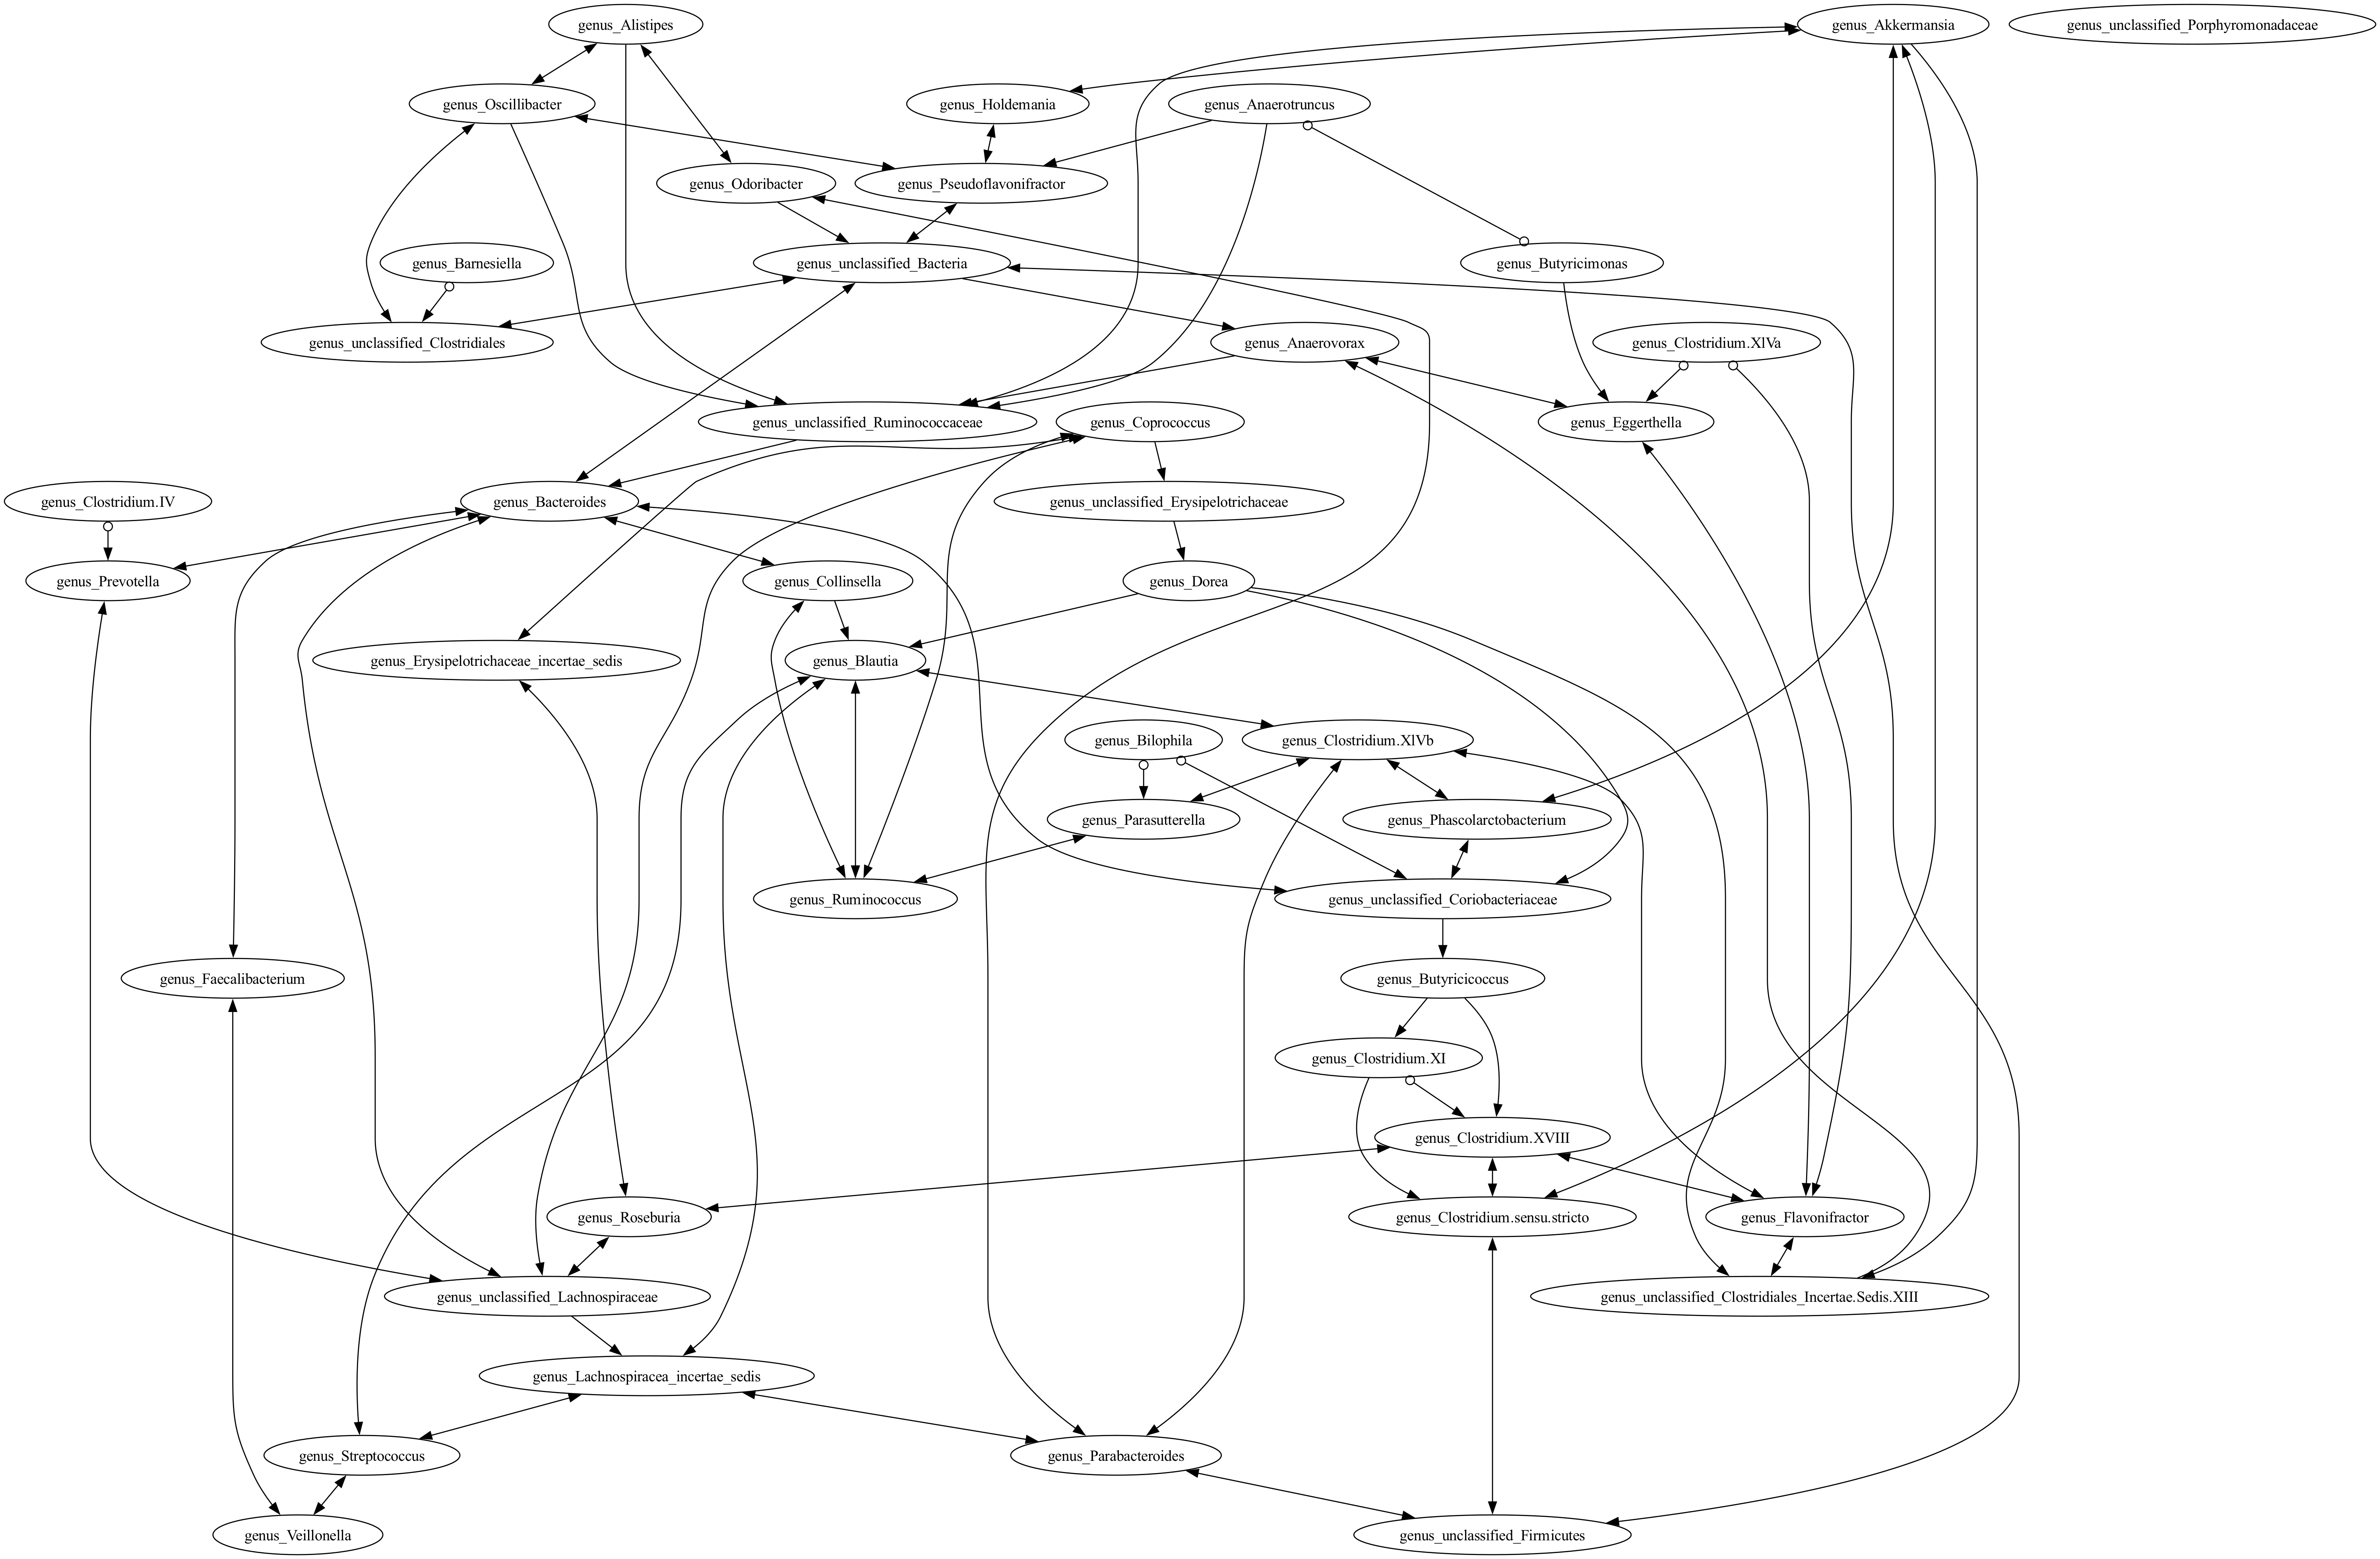 genus_Alistipes
genus_Akkermansia
genus_unclassified_Porphyromonadaceae
genus_Oscillibacter
genus_Holdemania
genus_Anaerotruncus
genus_Odoribacter
genus_Pseudoflavonifractor
genus_Barnesiella
genus_unclassified_Bacteria
genus_Butyricimonas
genus_unclassified_Clostridiales
genus_Anaerovorax
genus_Clostridium.XlVa
genus_unclassified_Ruminococcaceae
genus_Coprococcus
genus_Eggerthella
genus_Clostridium.IV
genus_Bacteroides
genus_unclassified_Erysipelotrichaceae
genus_Prevotella
genus_Collinsella
genus_Dorea
genus_Erysipelotrichaceae_incertae_sedis
genus_Blautia
genus_Bilophila
genus_Clostridium.XlVb
genus_Parasutterella
genus_Phascolarctobacterium
genus_Ruminococcus
genus_unclassified_Coriobacteriaceae
genus_Faecalibacterium
genus_Butyricicoccus
genus_Clostridium.XI
genus_Clostridium.XVIII
genus_Roseburia
genus_Clostridium.sensu.stricto
genus_Flavonifractor
genus_unclassified_Lachnospiraceae
genus_unclassified_Clostridiales_Incertae.Sedis.XIII
genus_Lachnospiracea_incertae_sedis
genus_Streptococcus
genus_Parabacteroides
genus_Veillonella
genus_unclassified_Firmicutes